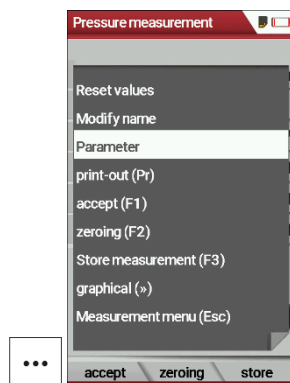 Pressure measurement
Reset values
Modify name
Parameter
print-out (Pr)
accept (F1)
zeroing (F2)
Store measurement (F3)
graphical (»)
Measurement menu (Esc)
...
accept zeroing store